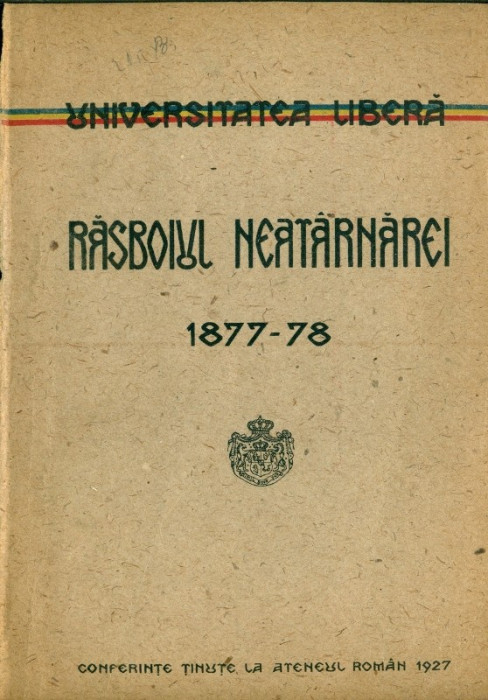 UNIVERSITATEA LIBERĂ
RĂSBOIUL NEATÂRNĂREI
1877-78
CONFERINȚE ȚINUTE LA ATENEUL ROMÂN 1927